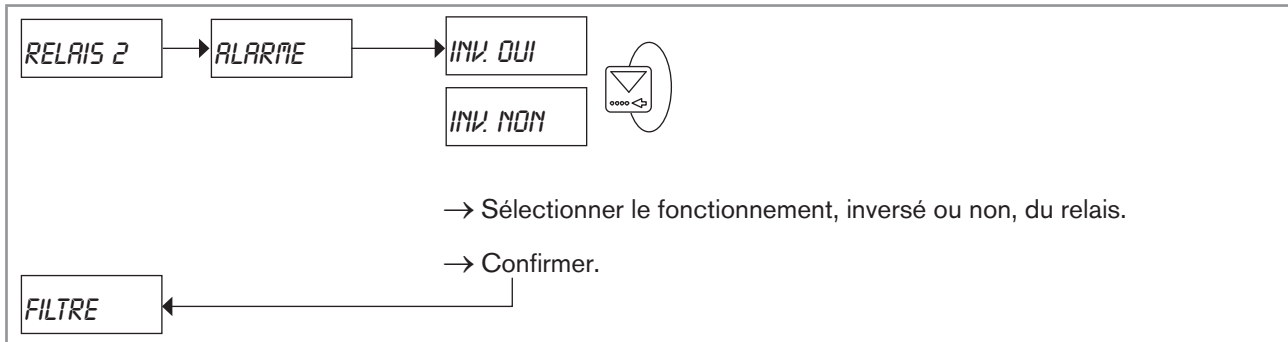 RELAIS 2 ALARME INV. OUI
INV. NON
→ Sélectionner le fonctionnement, inversé ou non, du relais.
→ Confirmer.
FILTRE